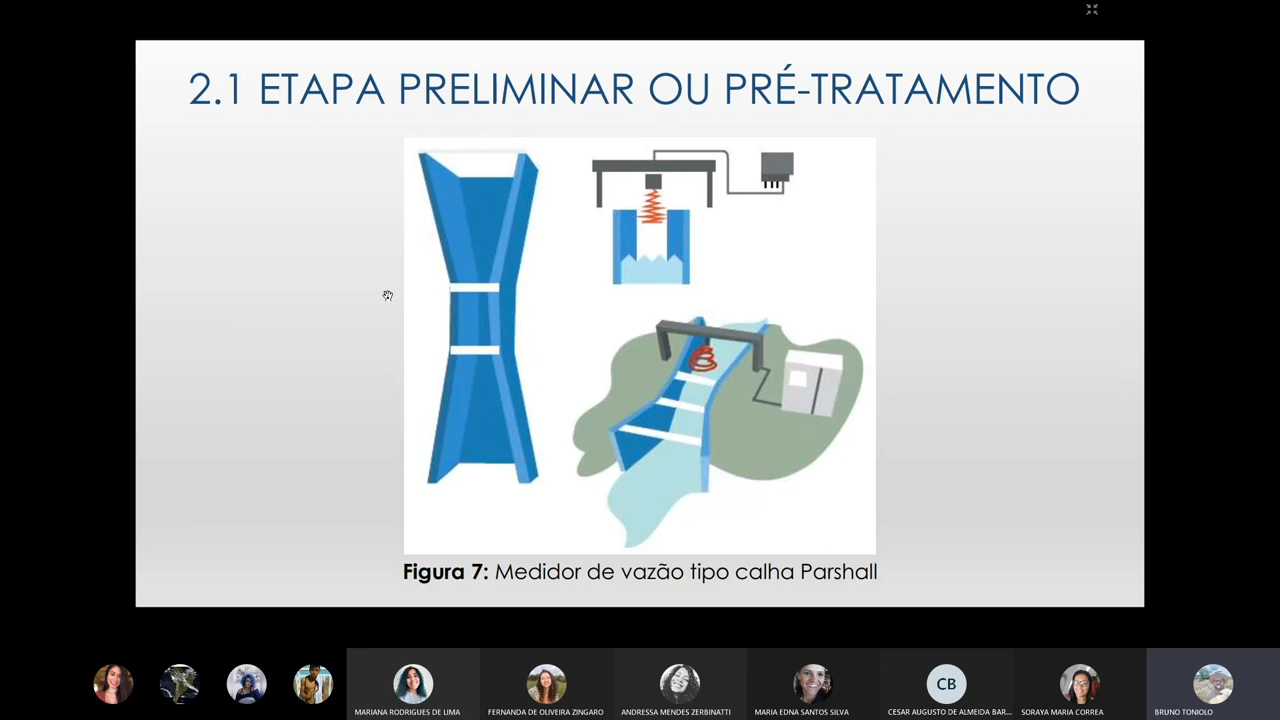 2.1 ETAPA PRELIMINAR OU PRÉ-TRATAMENTO
Figura 7: Medidor de vazão tipo calha Parshall
CB
MARIANA RODRIGUES DE LIMA
FERNANDA DE OLIVEIRA ZINGARO
ANDRESSA MENDES ZERBINATTI
MARIA EDNA SANTOS SILVA
CESAR AUGUSTO DE ALMEIDA BAR...
SORAYA MARIA CORREA
BRUNO TONIOLO